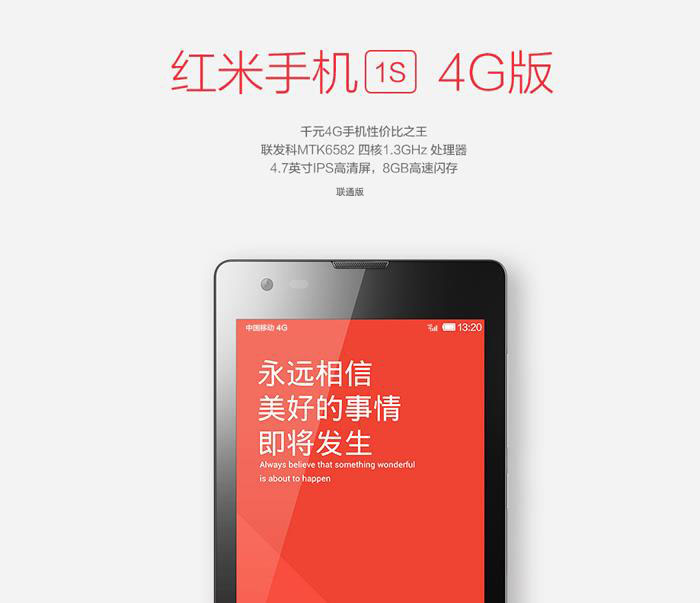 红米手机 1S 4G版
千元4G手机性价比之王
联发科MTK6582 四核1.3GHz 处理器
4.7英寸IPS高清屏，8GB高速闪存
联通版
中国移动 4G 13:20
永远相信
美好的事情
即将发生
Always believe that something wonderful
is about to happen